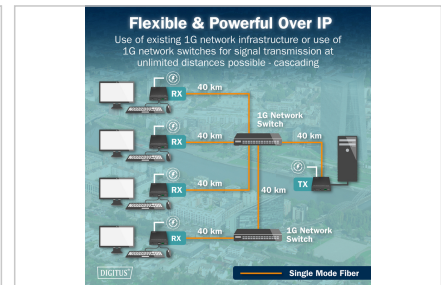 Flexible & Powerful Over IP
Use of existing 1G network infrastructure or use of
1G network switches for signal transmission at
unlimited distances possible - cascading
40 km
RX
1G Network
Switch
40 km
RX
40 km
40 km
RX
40 km
TX
40 km
RX
1G Network
Switch
DIGITUS®
Single Mode Fiber